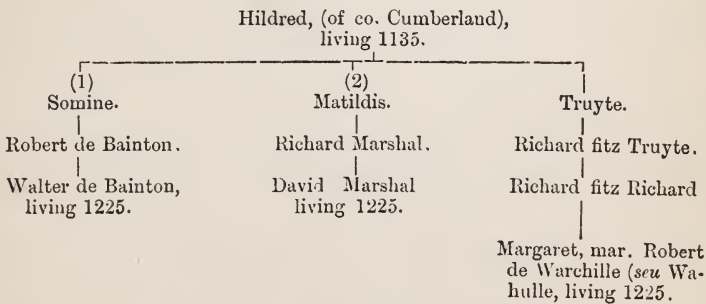 Hildred, (of co. Cumberland),
living 1135.
(1)
Somine.
Robert de Bainton.
Walter de Bainton,
living 1225.
(2)
Matildis.
Richard Marshal.
David Marshal
living 1225.
Truyte.
Richard fitz Truyte.
Richard fitz Richard
Margaret, mar. Robert
de Warchille (seu Wa-
hulle, living 1225.